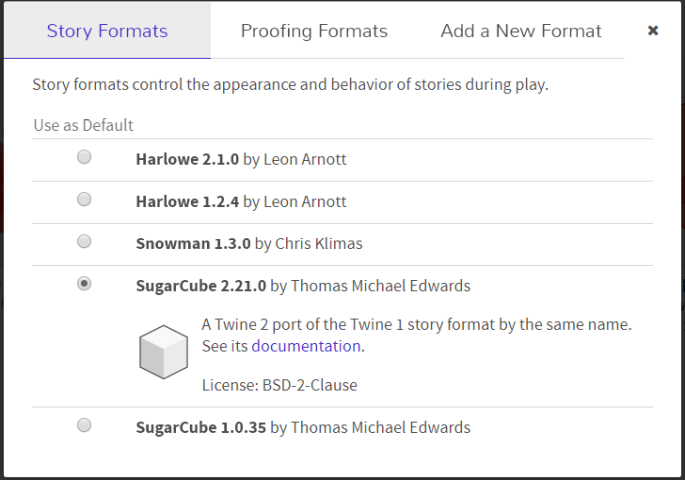 Story Formats Proofing Formats Add a New Format ✖
Story formats control the appearance and behavior of stories during play.
Use as Default
Harlowe 2.1.0 by Leon Arnott
Harlowe 1.2.4 by Leon Arnott
Snowman 1.3.0 by Chris Klimas
SugarCube 2.21.0 by Thomas Michael Edwards
A Twine 2 port of the Twine 1 story format by the same name.
See its documentation.
License: BSD-2-Clause
SugarCube 1.0.35 by Thomas Michael Edwards